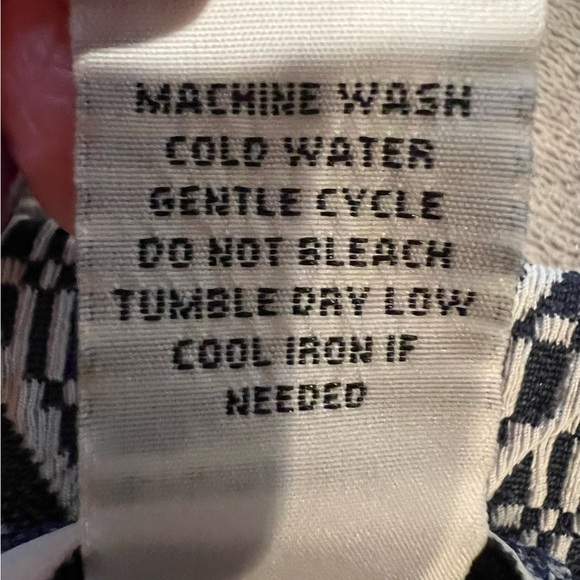 MACHINE WASH
COLD WATER
GENTLE CYCLE
DO NOT BLEACH
TUMBLE DRY LOW
COOL IRON IF
NEEDED